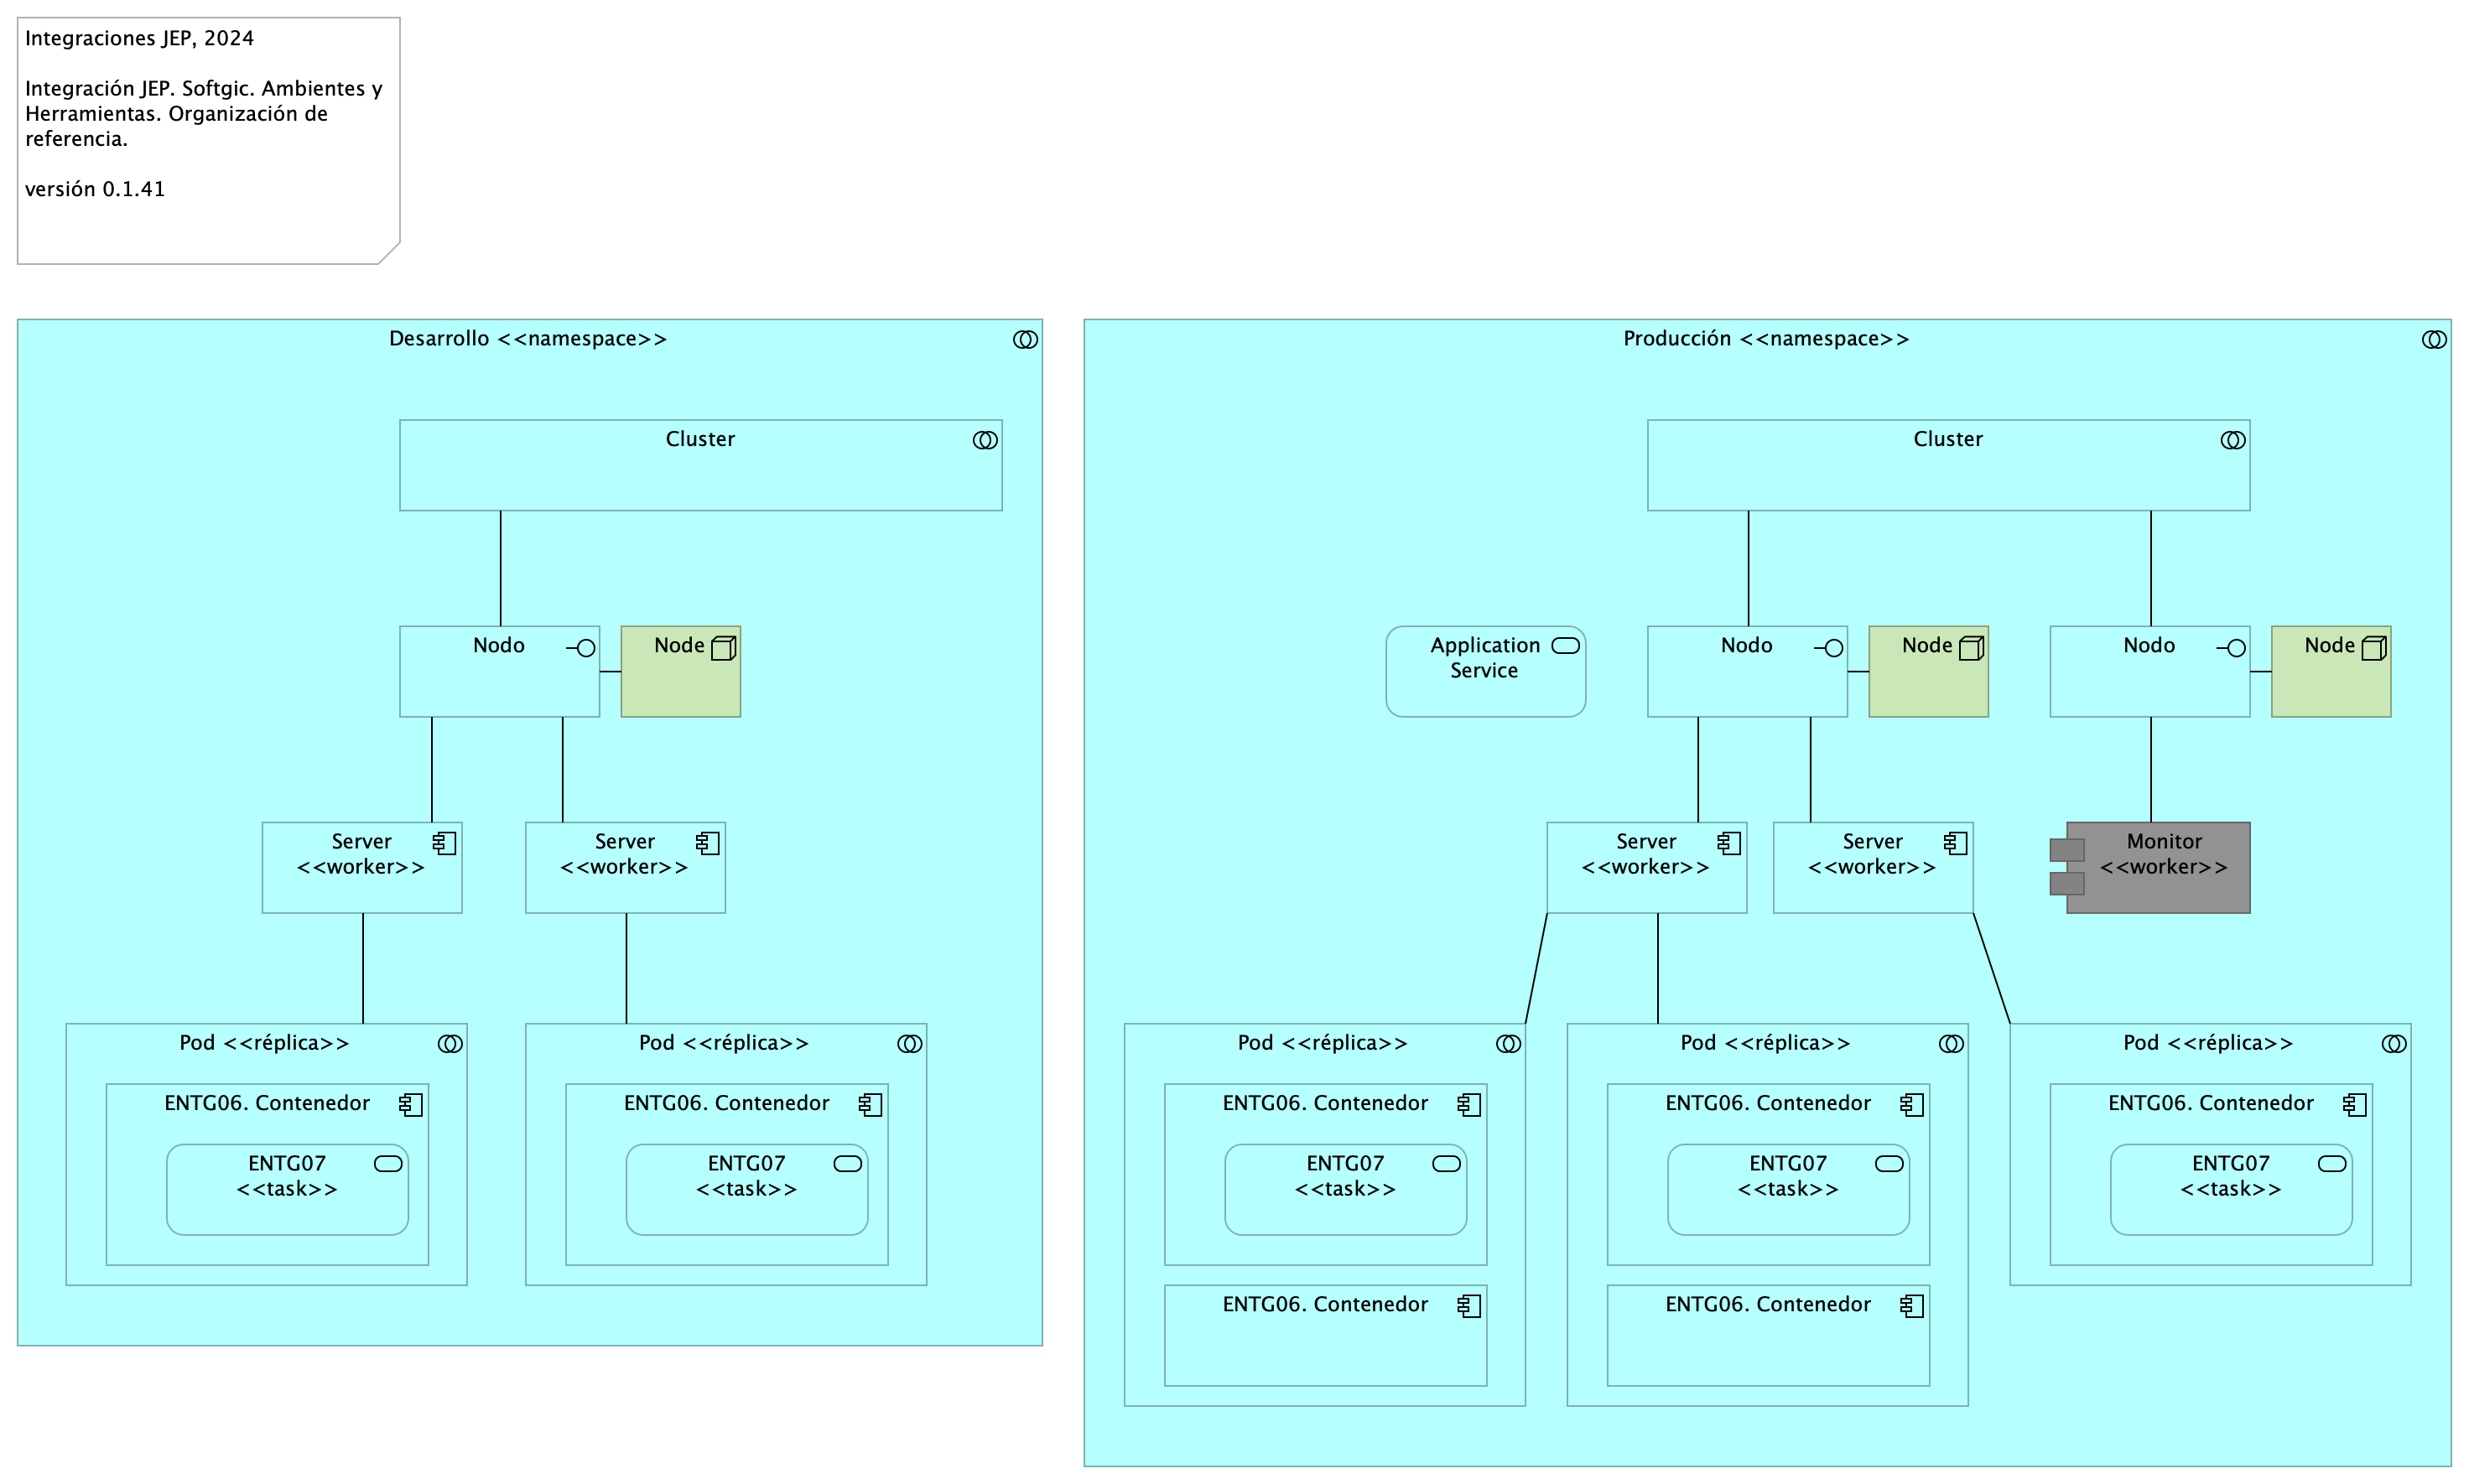 Integraciones JEP, 2024
Integración JEP. Softgic. Ambientes y
Herramientas. Organización de
referencia.
versión 0.1.41
Desarrollo <<namespace>>
Cluster
Nodo
Node
Server
<<worker>>
Server
<<worker>>
Pod <<réplica>>
ENTG06. Contenedor
ENTG07
<<task>>
Pod <<réplica>>
ENTG06. Contenedor
ENTG07
<<task>>
Producción <<namespace>>
Cluster
Application
Service
Nodo
Node
Nodo
Node
Server
<<worker>>
Server
<<worker>>
Monitor
<<worker>>
Pod <<réplica>>
ENTG06. Contenedor
ENTG07
<<task>>
ENTG06. Contenedor
Pod <<réplica>>
ENTG06. Contenedor
ENTG07
<<task>>
ENTG06. Contenedor
Pod <<réplica>>
ENTG06. Contenedor
ENTG07
<<task>>